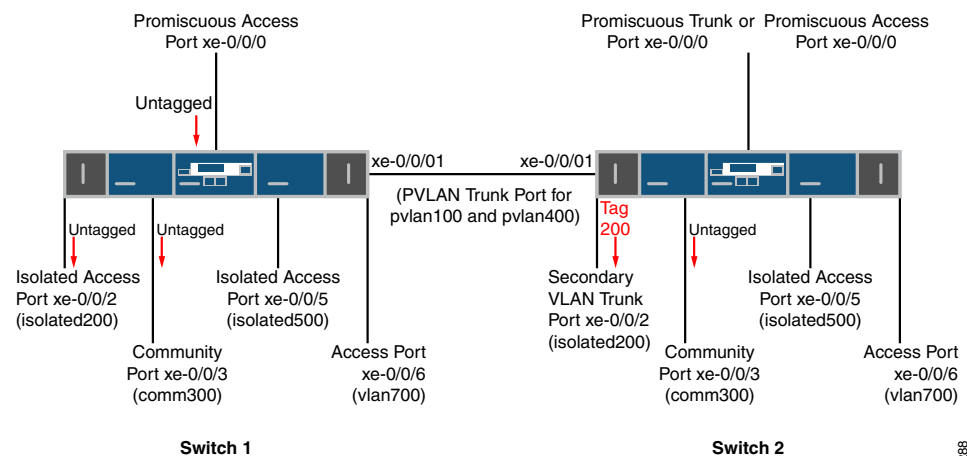 Promiscuous Access
Port xe-0/0/0
Promiscuous Trunk or Promiscuous Access
Port xe-0/0/0
Port xe-0/0/0
Untagged
xe-0/0/01
xe-0/0/01
(PVLAN Trunk Port for
pvlan100 and pvlan400)
Untagged
Untagged
Tag
200
Untagged
Isolated Access
Port xe-0/0/2
(isolated200)
Isolated Access
Port xe-0/0/5
(isolated500)
Secondary
VLAN Trunk
Port xe-0/0/2
(isolated200)
Isolated Access
Port xe-0/0/5
(isolated500)
Community
Port xe-0/0/3
(comm300)
Access Port
xe-0/0/6
(vlan700)
Community
Port xe-0/0/3
(comm300)
Access Port
xe-0/0/6
(vlan700)
Switch 1
Switch 2